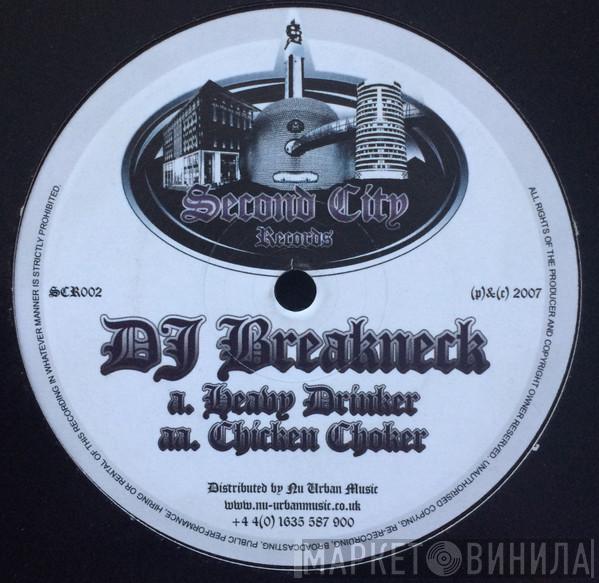 S
Second City
Records
SCR002
(p)&(c) 2007
DJ Breakneck
a. Heavy Drinker
aa. Chicken Choker
Distributed by Nu Urban Music
www.nu-urbanmusic.co.uk
+4 4(0) 1635 587 900
ALL RIGHTS OF THE PRODUCER AND COPYRIGHT OWNER RESERVED. UNAUTHORISED COPYING, RE-RECORDING, BROADCASTING, PUBLIC PERFORMANCE, HIRING OR RENTAL OF THIS RECORDING IN WHATEVER MANNER IS STRICTLY PROHIBITED.
МАРКЕТ ВИНИЛА